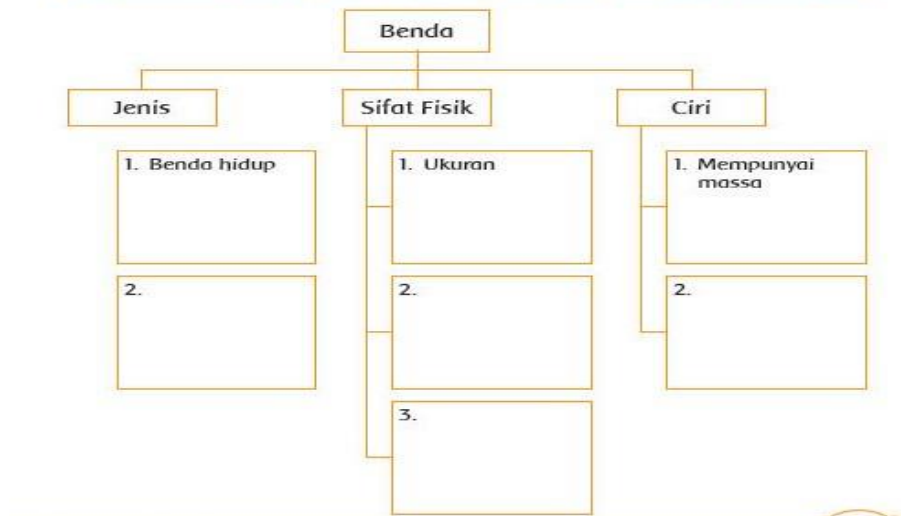 Benda
Jenis
Sifat Fisik
Ciri
1. Benda hidup
2.
1. Ukuran
2.
3.
1. Mempunyai
massa
2.